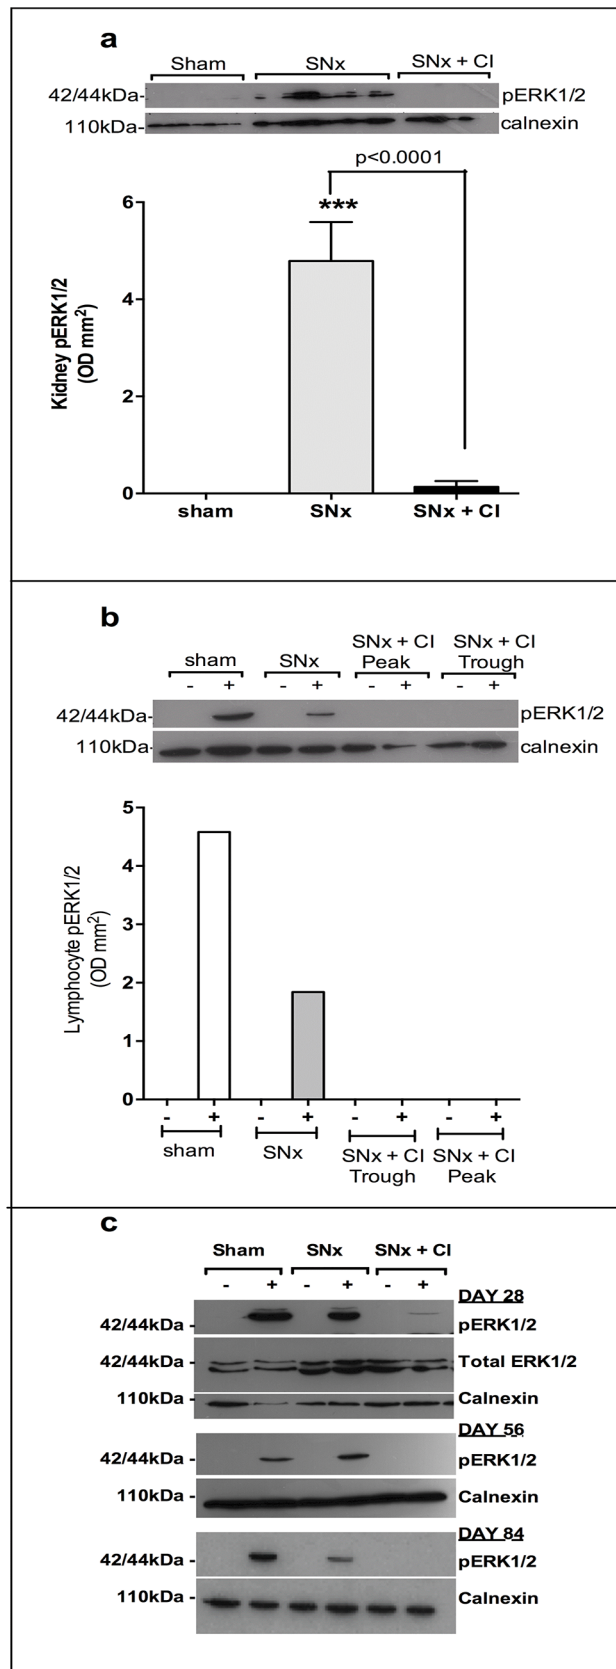 a
Sham SNx SNx + CI
42/44kDa- pERK1/2
110kDa- calnexin
p<0.0001
***
6
4
2
0
Kidney pERK1/2
(OD mm²)
sham SNx SNx + CI
b
sham SNx SNx + CI Peak SNx + CI Trough
- + - + - + - +
42/44kDa- pERK1/2
110kDa- calnexin
5
4
3
2
1
0
Lymphocyte pERK1/2
(OD mm²)
- + - + - + - +
sham SNx SNx + CI Trough SNx + CI Peak
c
Sham SNx SNx + CI
- + - + - +
DAY 28
42/44kDa - pERK1/2
42/44kDa - Total ERK1/2
110kDa - Calnexin
DAY 56
42/44kDa - pERK1/2
110kDa - Calnexin
DAY 84
42/44kDa - pERK1/2
110kDa - Calnexin